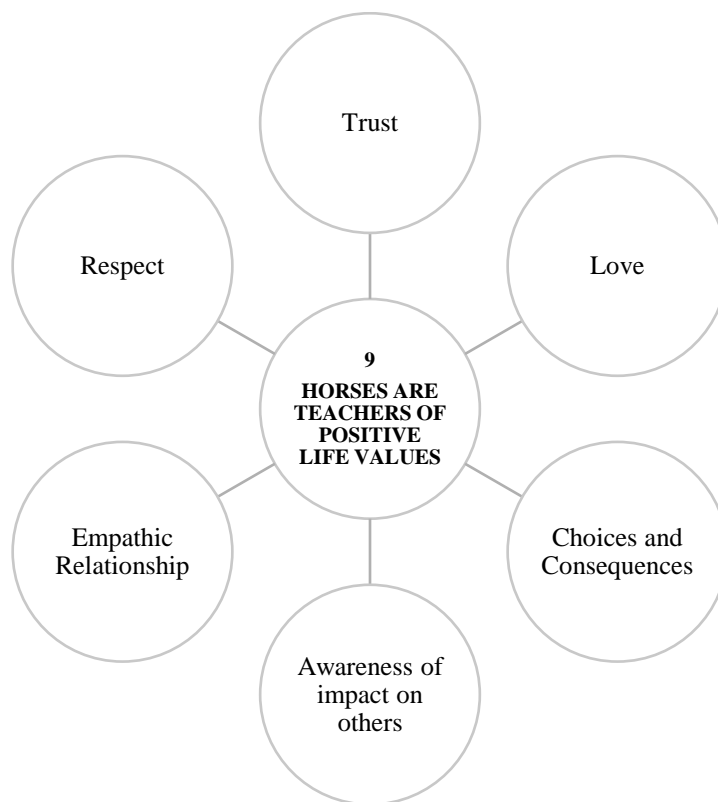 Trust
Respect
Love
9
HORSES ARE
TEACHERS OF
POSITIVE
LIFE VALUES
Empathic
Relationship
Choices and
Consequences
Awareness of
impact on
others